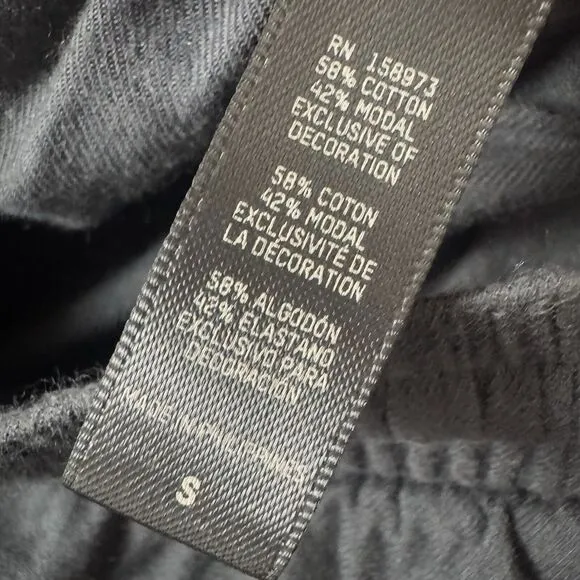 RN 158973
58% COTTON
42% MODAL
EXCLUSIVE OF
DECORATION
58% COTON
42% MODAL
EXCLUSIVITÉ DE
LA DÉCORATION
58% ALGODÓN
42% ELASTANO
EXCLUSIVO PARA
DECORACIÓN
MADE IN PHILIPPINES
S